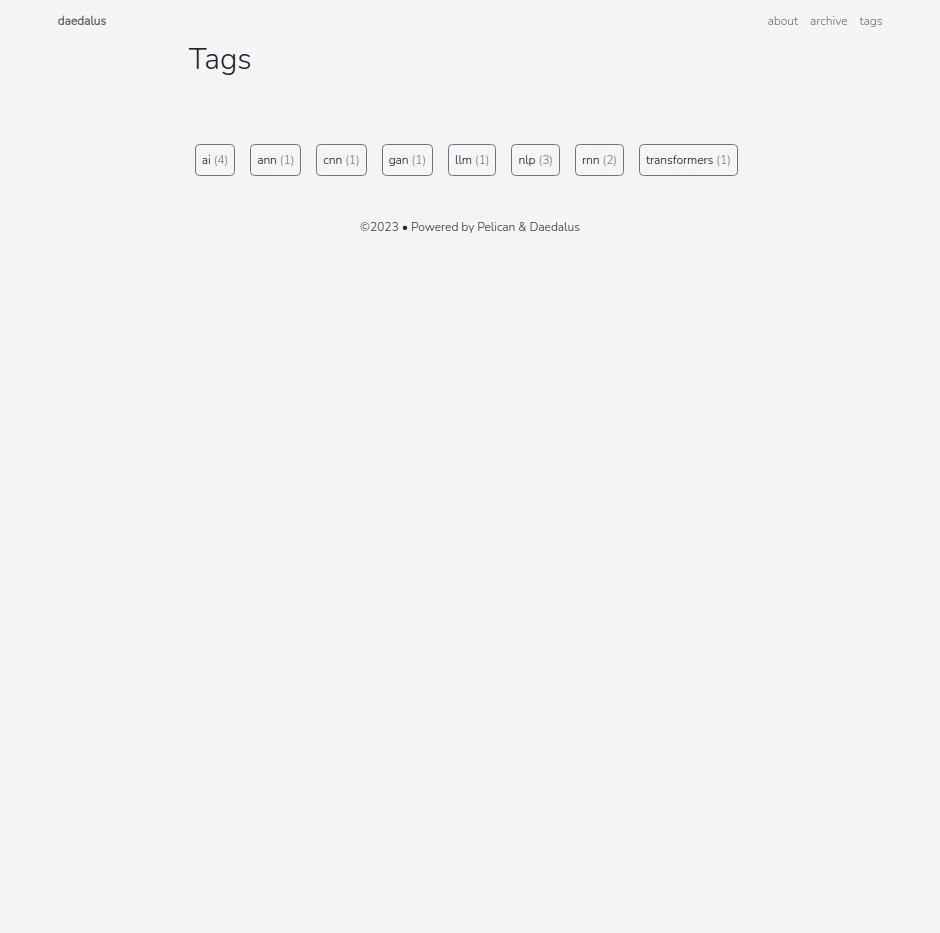 daedalus about archive tags
Tags
ai (4) ann (1) cnn (1) gan (1) llm (1) nlp (3) rnn (2) transformers (1)
©2023 • Powered by Pelican & Daedalus